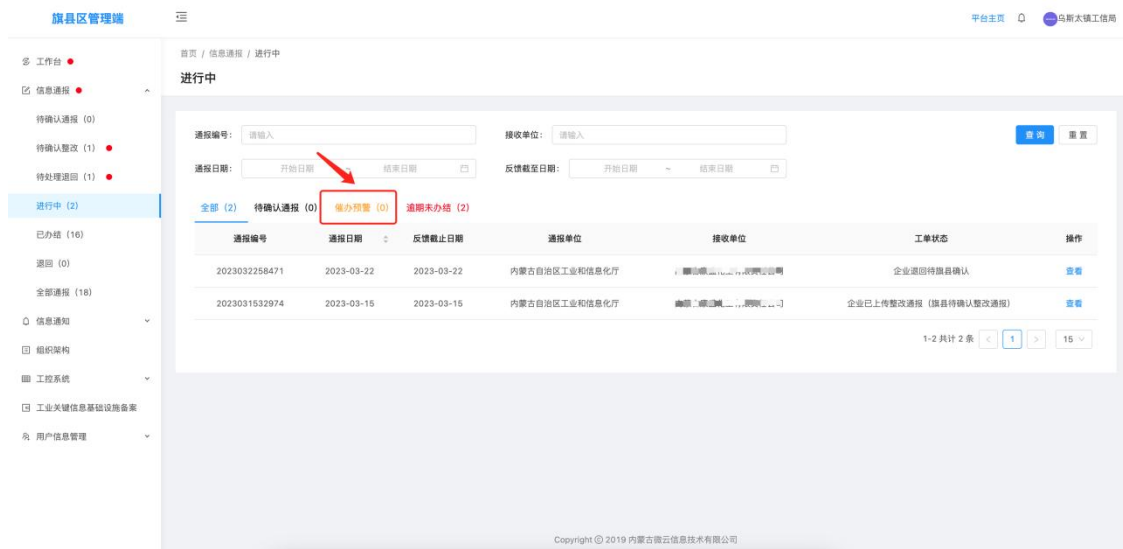 旗县区管理端
平台主页 乌斯太镇工信局
工作台
信息通报
待确认通报（0）
待确认整改（1）
待处理退回（1）
进行中（2）
已办结（16）
退回（0）
全部通报（18）
信息通知
组织架构
工控系统
工业关键信息基础设施备案
用户信息管理
首页 / 信息通报 / 进行中
进行中
通报编号： 请输入 接收单位： 请输入 查询 重置
通报日期： 开始日期 ~ 结束日期 反馈截至日期： 开始日期 ~ 结束日期
全部（2） 待确认通报（0） 催办预警（0） 逾期未办结（2）
通报编号 通报日期 反馈截止日期 通报单位 接收单位 工单状态 操作
2023032258471 2023-03-22 2023-03-22 内蒙古自治区工业和信息化厅 企业退回待旗县确认 查看
2023031532974 2023-03-15 2023-03-15 内蒙古自治区工业和信息化厅 企业已上传整改通报（旗县待确认整改通报） 查看
1-2 共计 2 条 < 1 > 15
Copyright © 2019 内蒙古微云信息技术有限公司